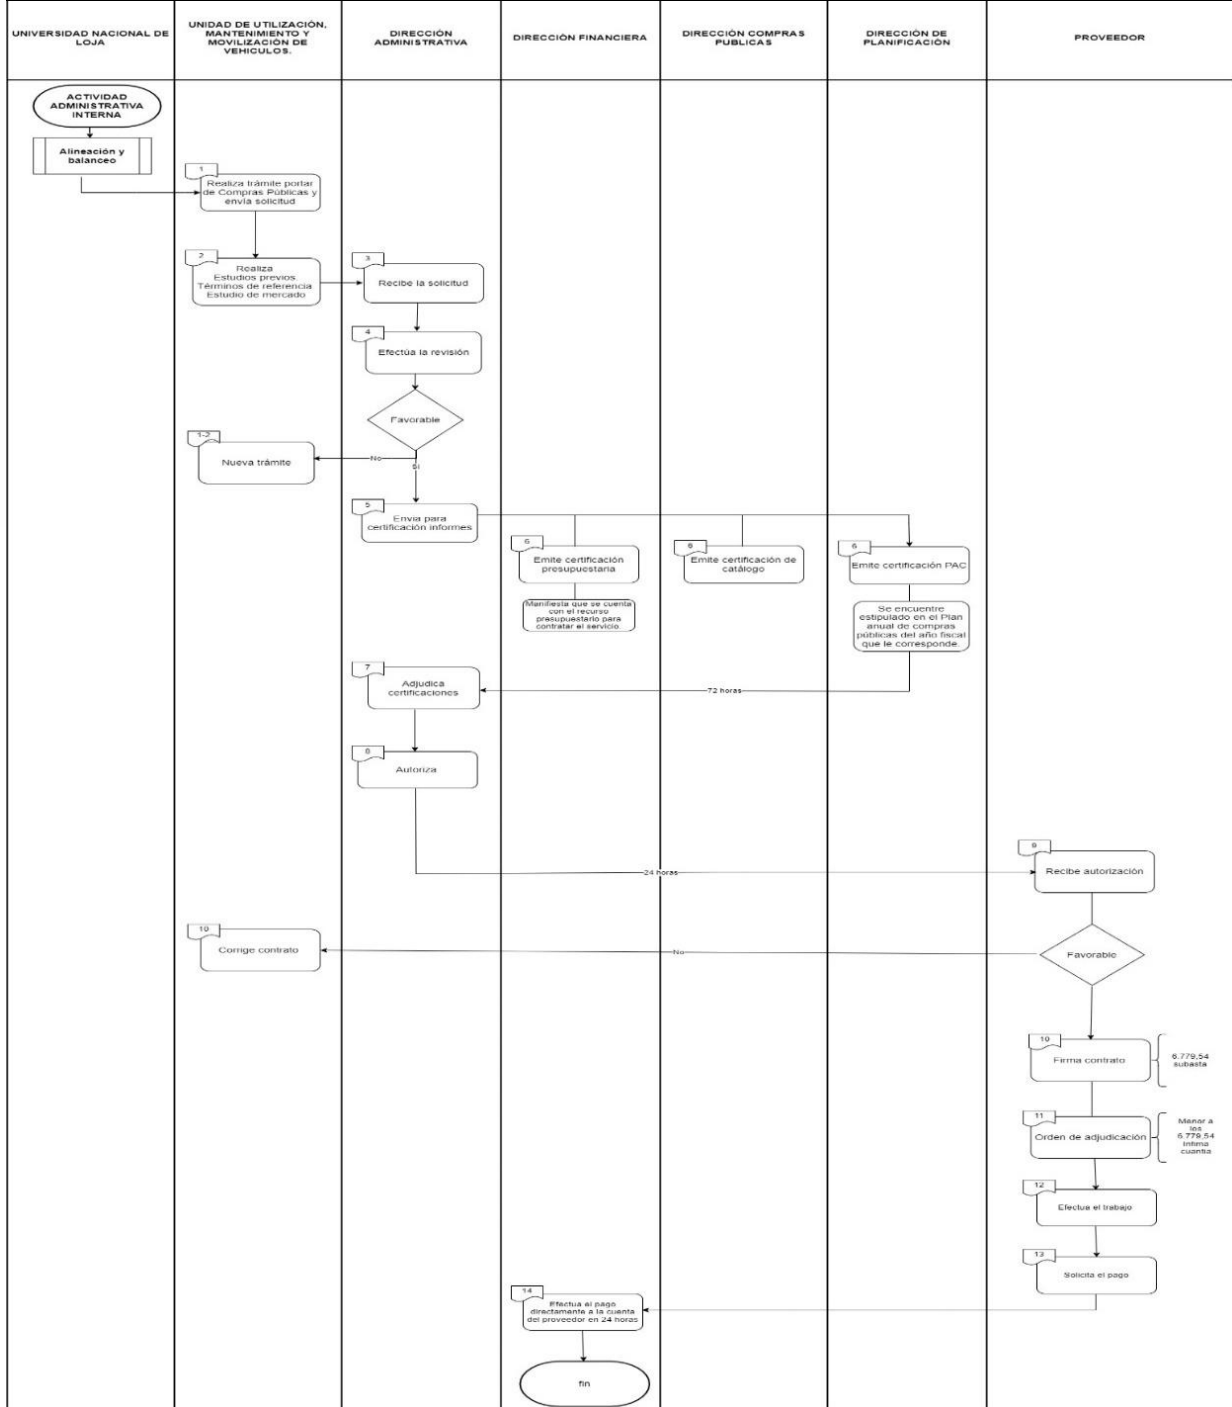 UNIVERSIDAD NACIONAL DE
LOJA
UNIDAD DE UTILIZACIÓN,
MANTENIMIENTO Y
MOVILIZACIÓN DE
VEHICULOS.
DIRECCIÓN
ADMINISTRATIVA
DIRECCIÓN FINANCIERA
DIRECCIÓN COMPRAS
PUBLICAS
DIRECCIÓN DE
PLANIFICACIÓN
PROVEEDOR
ACTIVIDAD
ADMINISTRATIVA
INTERNA
Alineación y
balanceo
1
Realiza trámite portar
de Compras Públicas y
envía solicitud
2
Realiza
Estudios previos
Términos de referencia
Estudio de mercado
3
Recibe la solicitud
4
Efectúa la revisión
Favorable
No
Si
1-2
Nueva trámite
5
Envia para
certificación informes
6
Emite certificación
presupuestaria
Manifiesta que se cuenta
con el recurso
presupuestario para
contratar el servicio.
6
Emite certificación de
catálogo
6
Emite certificación PAC
Se encuentre
estipulado en el Plan
anual de compras
públicas del año fiscal
que le corresponde.
72 horas
7
Adjudica
certificaciones
8
Autoriza
24 horas
9
Recibe autorización
Favorable
No
10
Corrige contrato
10
Firma contrato
6.779,54
subasta
11
Orden de adjudicación
Menor a
los
6.779,54
Infima
cuantía
12
Efectua el trabajo
13
Solicita el pago
14
Efectua el pago
directamente a la cuenta
del proveedor en 24 horas
fin